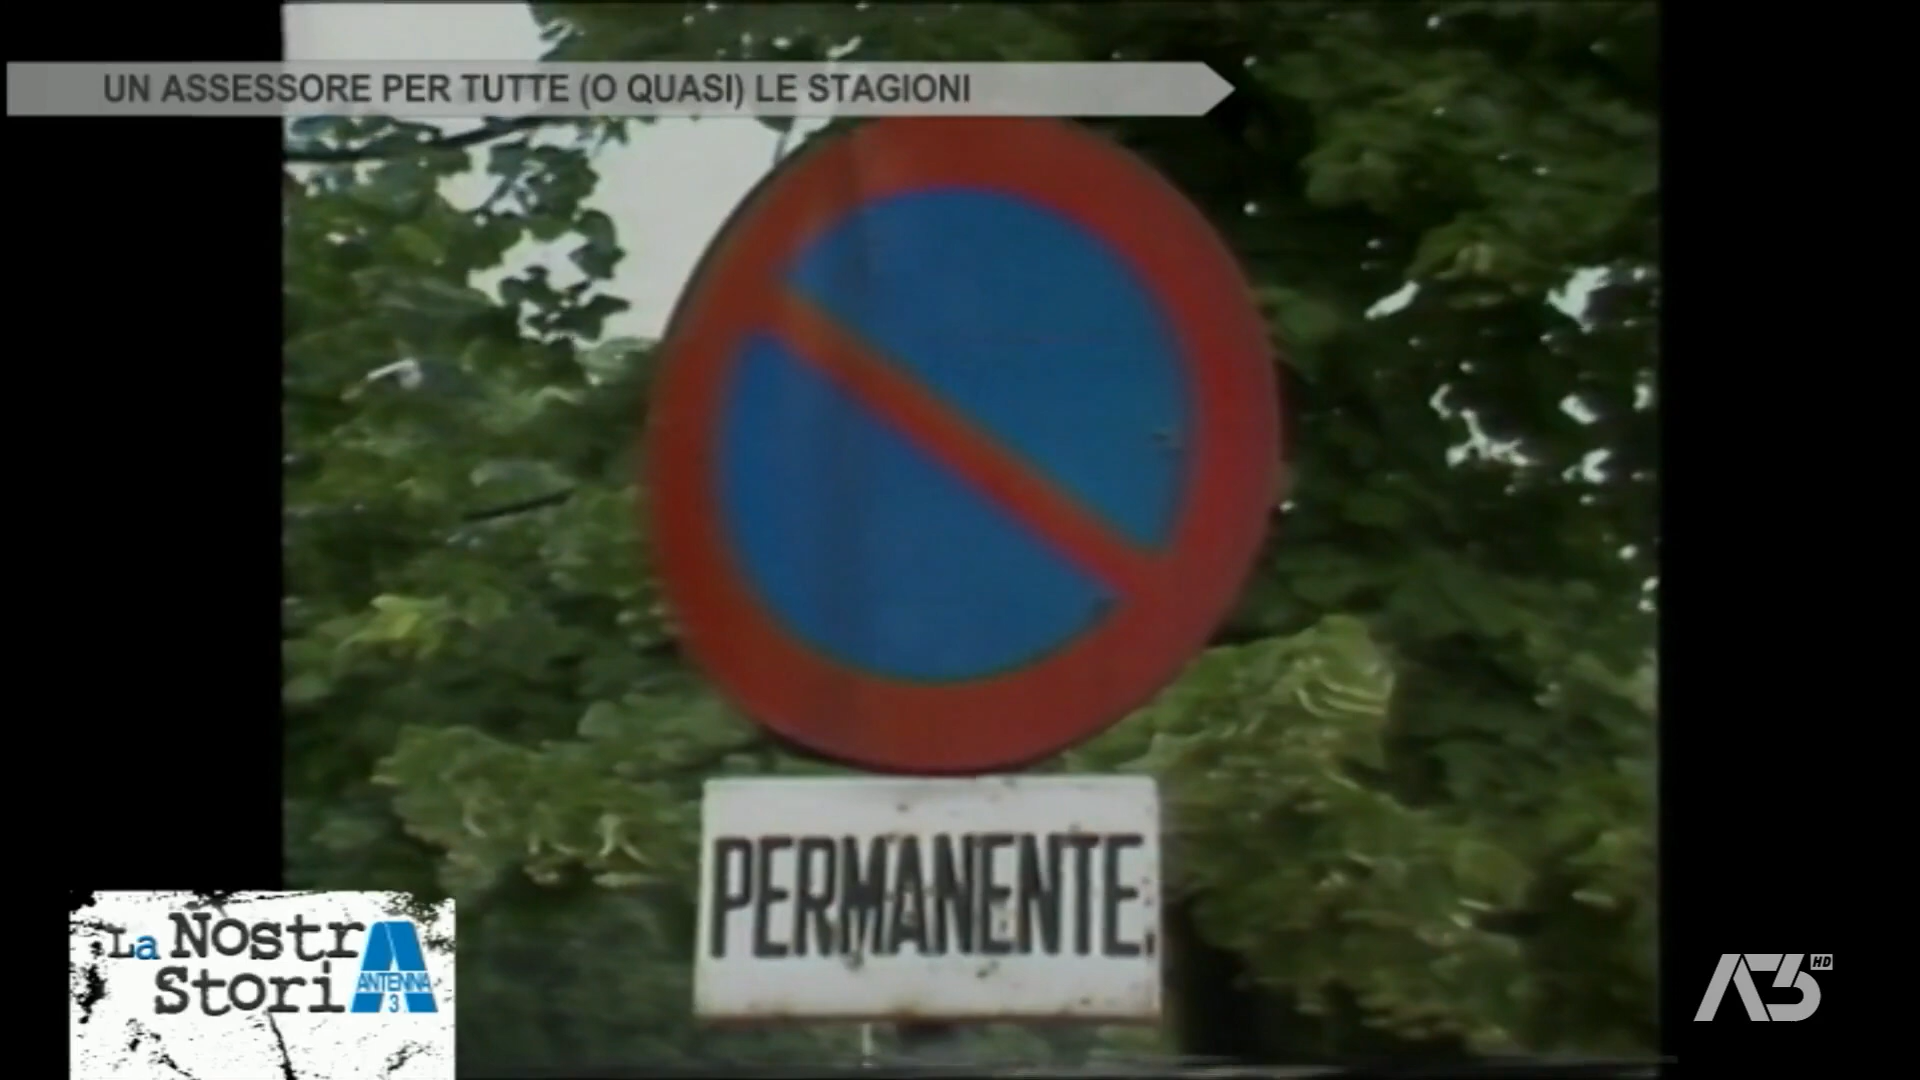 UN ASSESSORE PER TUTTE (O QUASI) LE STAGIONI
PERMANENTE.
La Nostra
Storia
ANTENNA
3
A3 HD